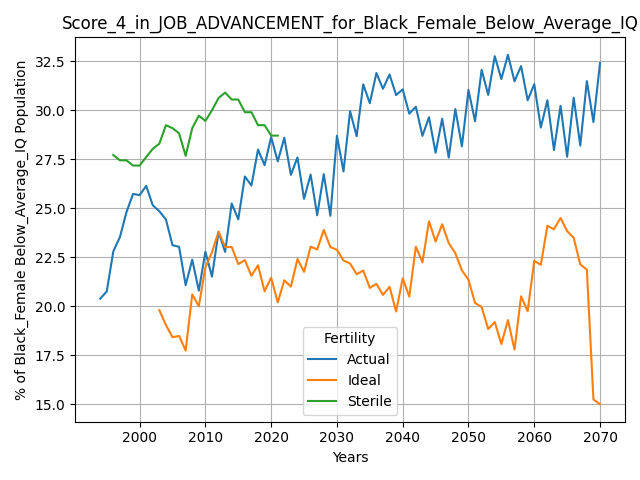 Score_4_in_JOB_ADVANCEMENT_for_Black_Female_Below_Average_IQ
% of Black_Female Below_Average_IQ Population
32.5
30.0
27.5
25.0
22.5
20.0
17.5
15.0
Fertility
Actual
Ideal
Sterile
2000 2010 2020 2030 2040 2050 2060 2070
Years